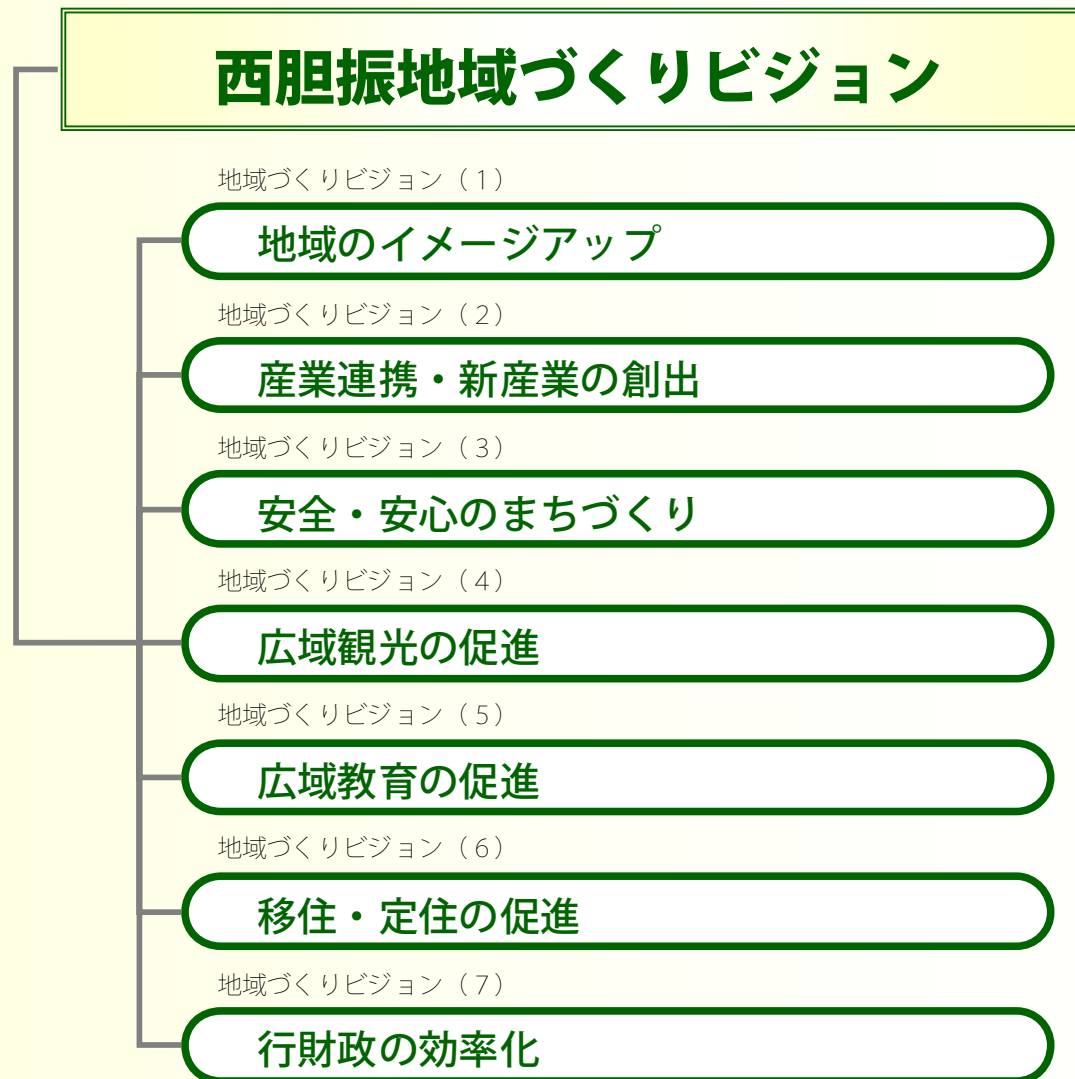 西胆振地域づくりビジョン
地域づくりビジョン（１）
地域のイメージアップ
地域づくりビジョン（２）
産業連携・新産業の創出
地域づくりビジョン（３）
安全・安心のまちづくり
地域づくりビジョン（４）
広域観光の促進
地域づくりビジョン（５）
広域教育の促進
地域づくりビジョン（６）
移住・定住の促進
地域づくりビジョン（７）
行財政の効率化